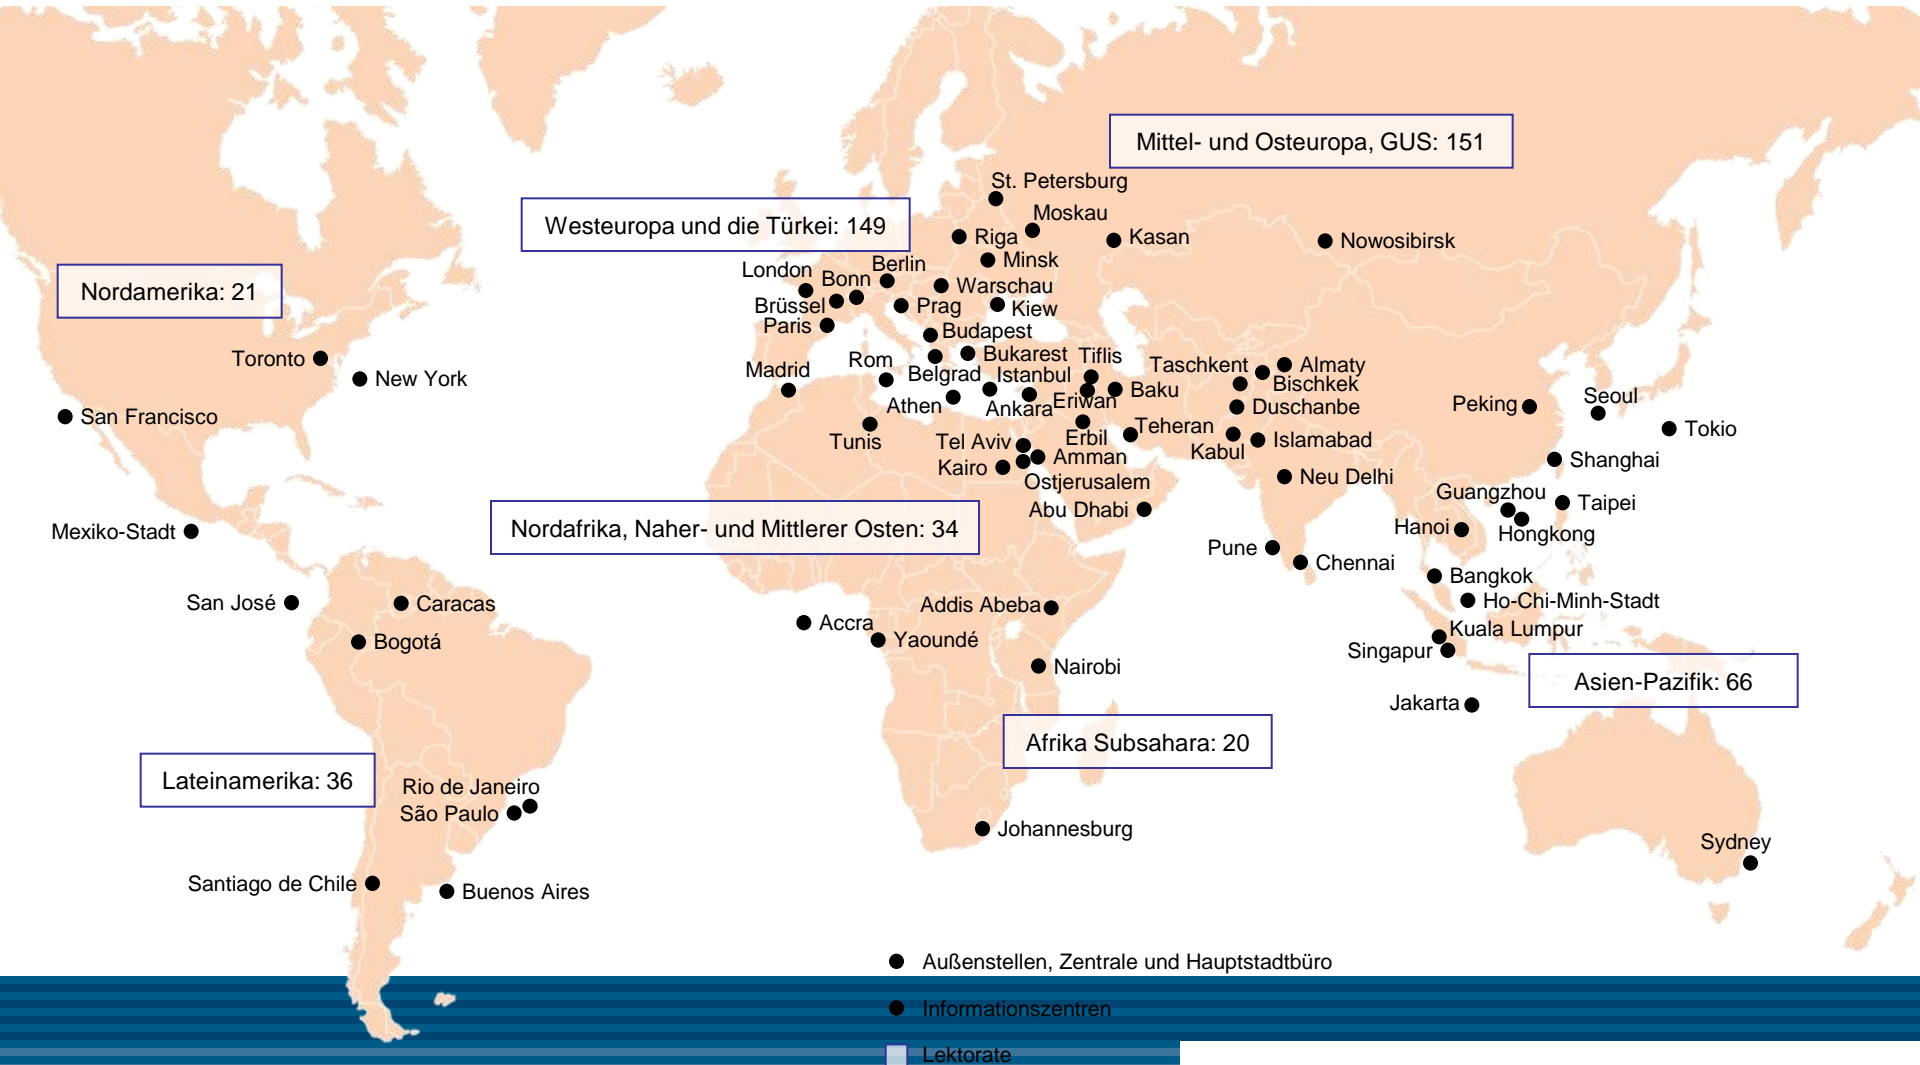 Mittel- und Osteuropa, GUS: 151
St. Petersburg
Westeuropa und die Türkei: 149
Moskau
Riga
Kasan
Nowosibirsk
Minsk
Berlin
London
Bonn
Nordamerika: 21
Warschau
Brüssel
Prag
Kiew
Paris
Budapest
Toronto
Rom
Bukarest
Tiflis
Taschkent
Almaty
Madrid
Belgrad
Istanbul
New York
Bischkek
Baku
Seoul
Athen
Ankara
Eriwan
Duschanbe
Peking
San Francisco
Teheran
Tokio
Tunis
Tel Aviv
Erbil
Islamabad
Kabul
Amman
Shanghai
Kairo
Neu Delhi
Ostjerusalem
Guangzhou
Taipei
Abu Dhabi
Nordafrika, Naher- und Mittlerer Osten: 34
Hanoi
Mexiko-Stadt
Hongkong
Pune
Chennai
Bangkok
San José
Caracas
Addis Abeba
Ho-Chi-Minh-Stadt
Accra
Kuala Lumpur
Bogotá
Yaoundé
Singapur
Nairobi
Asien-Pazifik: 66
Jakarta
Afrika Subsahara: 20
Lateinamerika: 36
Rio de Janeiro
São Paulo
Johannesburg
Sydney
Santiago de Chile
Buenos Aires
Außenstellen, Zentrale und Hauptstadtbüro
Informationszentren
Lektorate